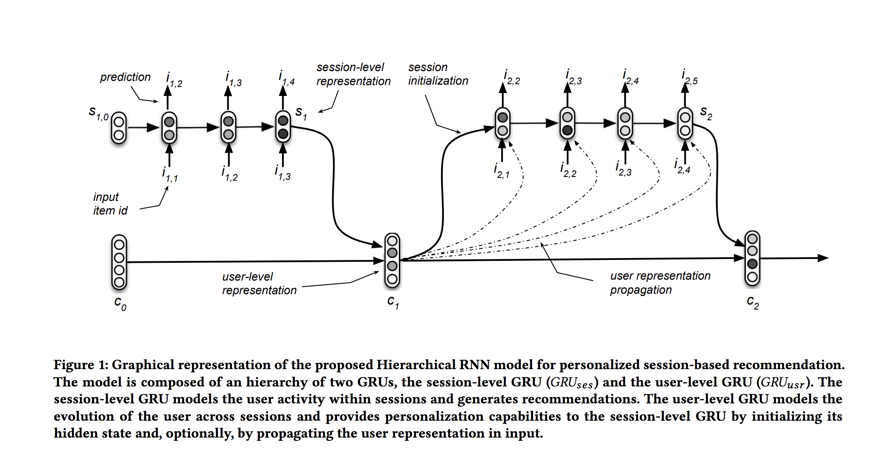 prediction
i1,2
i1,3
i1,4
session-level
representation
session
initialization
i2,2
i2,3
i2,4
i2,5
s1,0
s1
s2
i1,1
i1,2
i1,3
i2,1
i2,2
i2,3
i2,4
input
item id
user-level
representation
user representation
propagation
c0
c1
c2
Figure 1: Graphical representation of the proposed Hierarchical RNN model for personalized session-based recommendation.
The model is composed of an hierarchy of two GRUs, the session-level GRU (GRUses) and the user-level GRU (GRUusr). The
session-level GRU models the user activity within sessions and generates recommendations. The user-level GRU models the
evolution of the user across sessions and provides personalization capabilities to the session-level GRU by initializing its
hidden state and, optionally, by propagating the user representation in input.